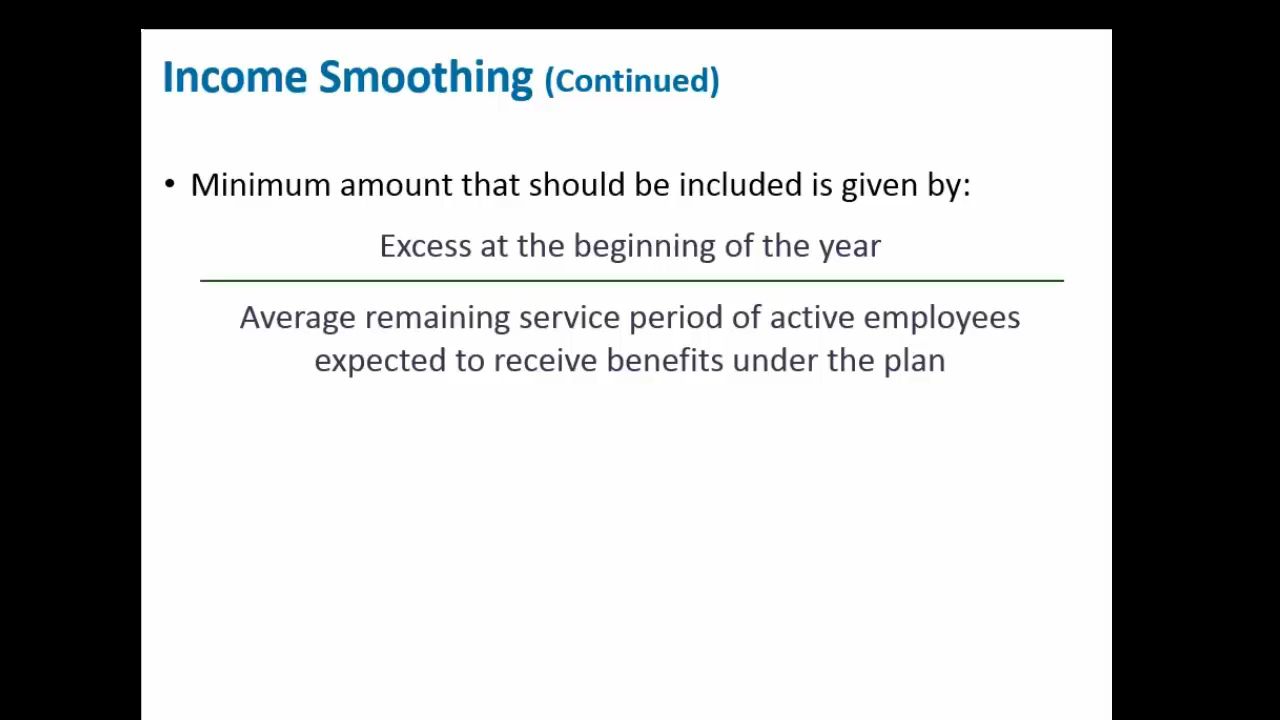 Income Smoothing (Continued)
• Minimum amount that should be included is given by:
Excess at the beginning of the year
Average remaining service period of active employees
expected to receive benefits under the plan